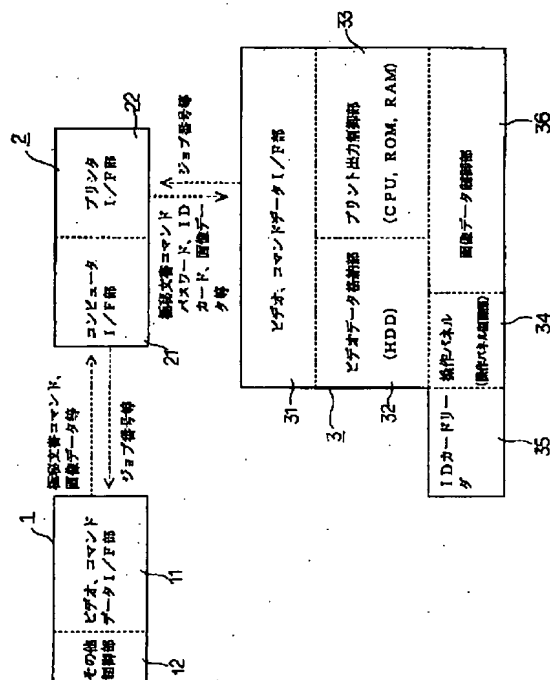 1
その他
制御部
12
ビデオ、コマンド
データI/F部
11
極秘文書コマンド、
画像データ等
ジョブ番号等
2
コンピュータ
I/F部
21
プリンタ
I/F部
22
極秘文書コマンド
パスワード、ID
カード、画像デー
タ等
ジョブ番号等
ビデオ、コマンドデータI/F部
31
3
ビデオデータ格納部
(HDD)
32
プリント出力制御部
(CPU, ROM, RAM)
33
IDカードリー
ダ
35
操作パネル
(操作パネル制御部)
34
画像データ制御部
36